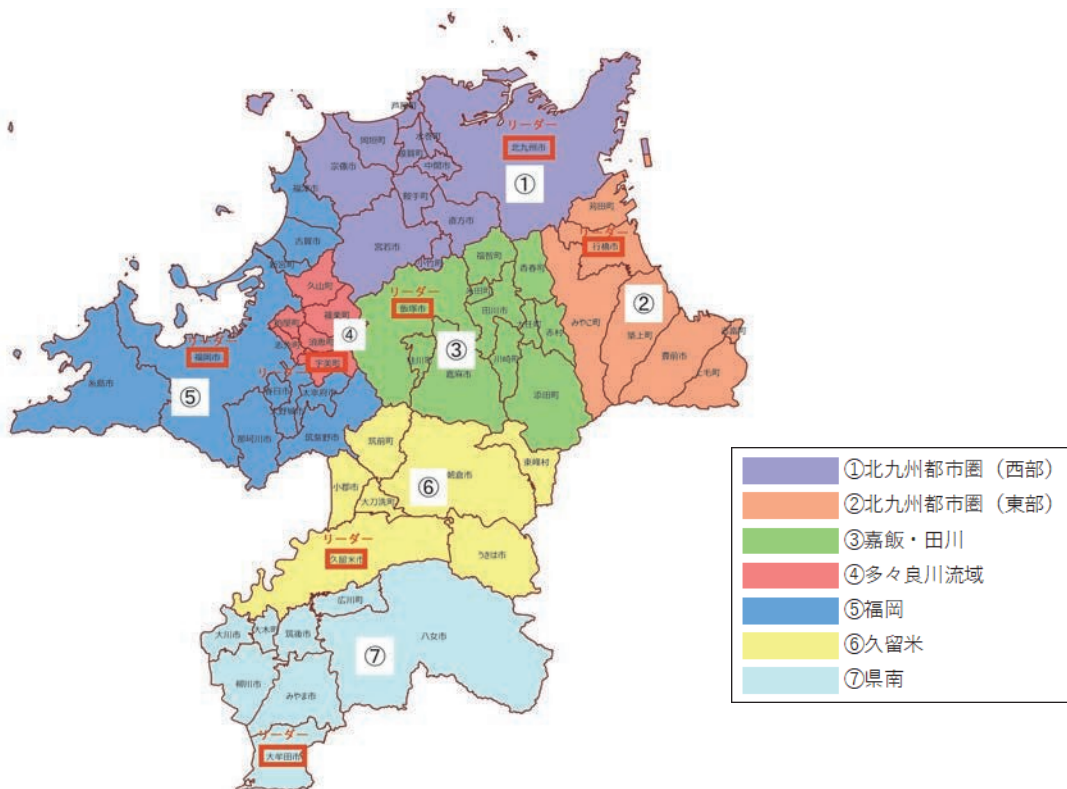 芦屋町
水巻町
岡垣町
遠賀町
リーダー
北九州市
宗像市
中間市
①
鞍手町
福津市
直方市
苅田町
宮若市
古賀市
リーダー
行橋市
小竹町
福智町
香春町
新宮町
久山町
リーダー
飯塚市
糸田町
田川市
②
みやこ町
築上町
吉富町
篠栗町
粕屋町
④
大任町
赤村
豊前市
上毛町
リーダー
福岡市
志免町
須恵町
宇美町
リーダー
桂川町
③
川崎町
嘉麻市
添田町
糸島市
⑤
春日市
太宰府市
大野城市
那珂川市
筑紫野市
筑前町
東峰村
朝倉市
⑥
小郡市
大刀洗町
リーダー
久留米市
うきは市
広川町
大川市
大木町
筑後市
八女市
⑦
柳川市
みやま市
リーダー
大牟田市
①北九州都市圏（西部）
②北九州都市圏（東部）
③嘉飯・田川
④多々良川流域
⑤福岡
⑥久留米
⑦県南